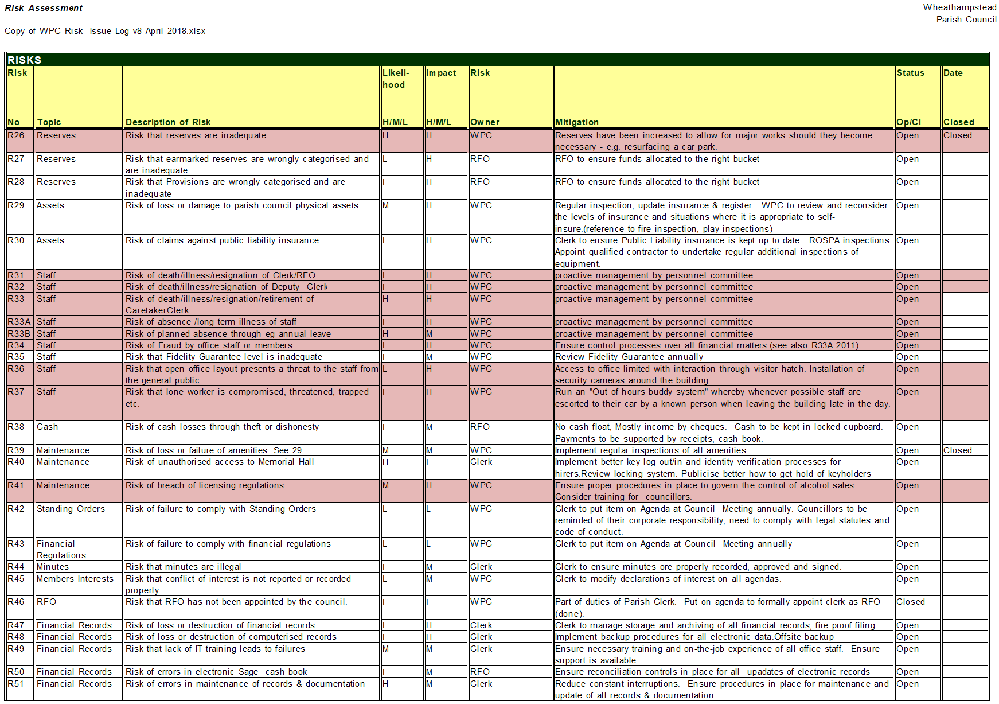 Risk Assessment
Wheathampstead
Parish Council
Copy of WPC Risk Issue Log v8 April 2018.xlsx
RISKS
Risk Likeli- Impact Risk Status Date
hood
No Topic Description of Risk H/M/L H/M/L Owner Mitigation Op/Cl Closed
R26 Reserves Risk that reserves are inadequate H H WPC Reserves have been increased to allow for major works should they become Open Closed
necessary - e.g. resurfacing a car park.
R27 Reserves Risk that earmarked reserves are wrongly categorised and L H RFO RFO to ensure funds allocated to the right bucket Open
are inadequate
R28 Reserves Risk that Provisions are wrongly categorised and are L H RFO RFO to ensure funds allocated to the right bucket Open
inadequate
R29 Assets Risk of loss or damage to parish council physical assets M H WPC Regular inspection, update insurance & register. WPC to review and reconsider Open
the levels of insurance and situations where it is appropriate to self-
insure.(reference to fire inspection, play inspections)
R30 Assets Risk of claims against public liability insurance L H WPC Clerk to ensure Public Liability insurance is kept up to date. ROSPA inspections. Open
Appoint qualified contractor to undertake regular additional inspections of
equipment.
R31 Staff Risk of death/illness/resignation of Clerk/RFO L H WPC proactive management by personnel committee Open
R32 Staff Risk of death/illness/resignation of Deputy Clerk L H WPC proactive management by personnel committee Open
R33 Staff Risk of death/illness/resignation/retirement of H H WPC proactive management by personnel committee Open
CaretakerClerk
R33A Staff Risk of absence /long term illness of staff L H WPC proactive management by personnel committee Open
R33B Staff Risk of planned absence through eg annual leave H M WPC proactive management by personnel committee Open
R34 Staff Risk of Fraud by office staff or members L H WPC Ensure control processes over all financial matters.(see also R33A 2011) Open
R35 Staff Risk that Fidelity Guarantee level is inadequate L M WPC Review Fidelity Guarantee annually Open
R36 Staff Risk that open office layout presents a threat to the staff from L H WPC Access to office limited with interaction through visitor hatch. Installation of Open
the general public security cameras around the building.
R37 Staff Risk that lone worker is compromised, threatened, trapped L H WPC Run an "Out of hours buddy system" whereby whenever possible staff are Open
etc. escorted to their car by a known person when leaving the building late in the day.
R38 Cash Risk of cash losses through theft or dishonesty L M RFO No cash float, Mostly income by cheques. Cash to be kept in locked cupboard. Open
Payments to be supported by receipts, cash book.
R39 Maintenance Risk of loss or failure of amenities. See 29 M M WPC Implement regular inspections of all amenities Open Closed
R40 Maintenance Risk of unauthorised access to Memorial Hall H L Clerk Implement better key log out/in and identity verification processes for Open
hirers.Review locking system. Publicise better how to get hold of keyholders
R41 Maintenance Risk of breach of licensing regulations M H WPC Ensure proper procedures in place to govern the control of alcohol sales. Open
Consider training for councillors.
R42 Standing Orders Risk of failure to comply with Standing Orders L L WPC Clerk to put item on Agenda at Council Meeting annually. Councillors to be Open
reminded of their corporate responsibility, need to comply with legal statutes and
code of conduct.
R43 Financial Risk of failure to comply with financial regulations L L WPC Clerk to put item on Agenda at Council Meeting annually Open
Regulations
R44 Minutes Risk that minutes are illegal L M Clerk Clerk to ensure minutes ore properly recorded, approved and signed. Open
R45 Members Interests Risk that conflict of interest is not reported or recorded L M WPC Clerk to modify declarations of interest on all agendas. Open
properly
R46 RFO Risk that RFO has not been appointed by the council. L L WPC Part of duties of Parish Clerk. Put on agenda to formally appoint clerk as RFO Closed
(done).
R47 Financial Records Risk of loss or destruction of financial records L H Clerk Clerk to manage storage and archiving of all financial records, fire proof filing Open
R48 Financial Records Risk of loss or destruction of computerised records L H Clerk Implement backup procedures for all electronic data.Offsite backup Open
R49 Financial Records Risk that lack of IT training leads to failures M M Clerk Ensure necessary training and on-the-job experience of all office staff. Ensure Open
support is available.
R50 Financial Records Risk of errors in electronic Sage cash book L M RFO Ensure reconciliation controls in place for all upadates of electronic records Open
R51 Financial Records Risk of errors in maintenance of records & documentation H M Clerk Reduce constant interruptions. Ensure procedures in place for maintenance and Open
update of all records & documentation